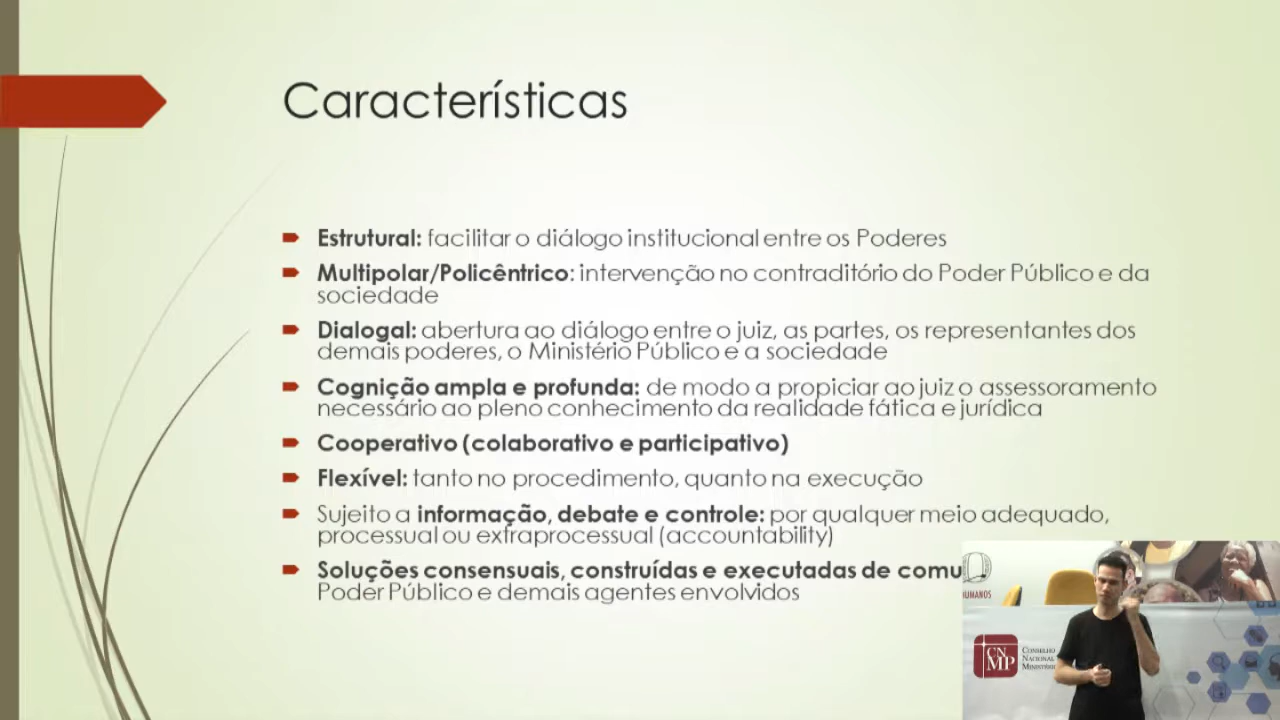 Características
Estrutural: facilitar o diálogo institucional entre os Poderes
Multipolar/Policêntrico: intervenção no contraditório do Poder Público e da
sociedade
Dialogal: abertura ao diálogo entre o juiz, as partes, os representantes dos
demais poderes, o Ministério Público e a sociedade
Cognição ampla e profunda: de modo a propiciar ao juiz o assessoramento
necessário ao pleno conhecimento da realidade fática e jurídica
Cooperativo (colaborativo e participativo)
Flexível: tanto no procedimento, quanto na execução
Sujeito a informação, debate e controle: por qualquer meio adequado,
processual ou extraprocessual (accountability)
Soluções consensuais, construídas e executadas de comu
Poder Público e demais agentes envolvidos
UMANOS
CN
MP
Conselho
Nacional
Ministério